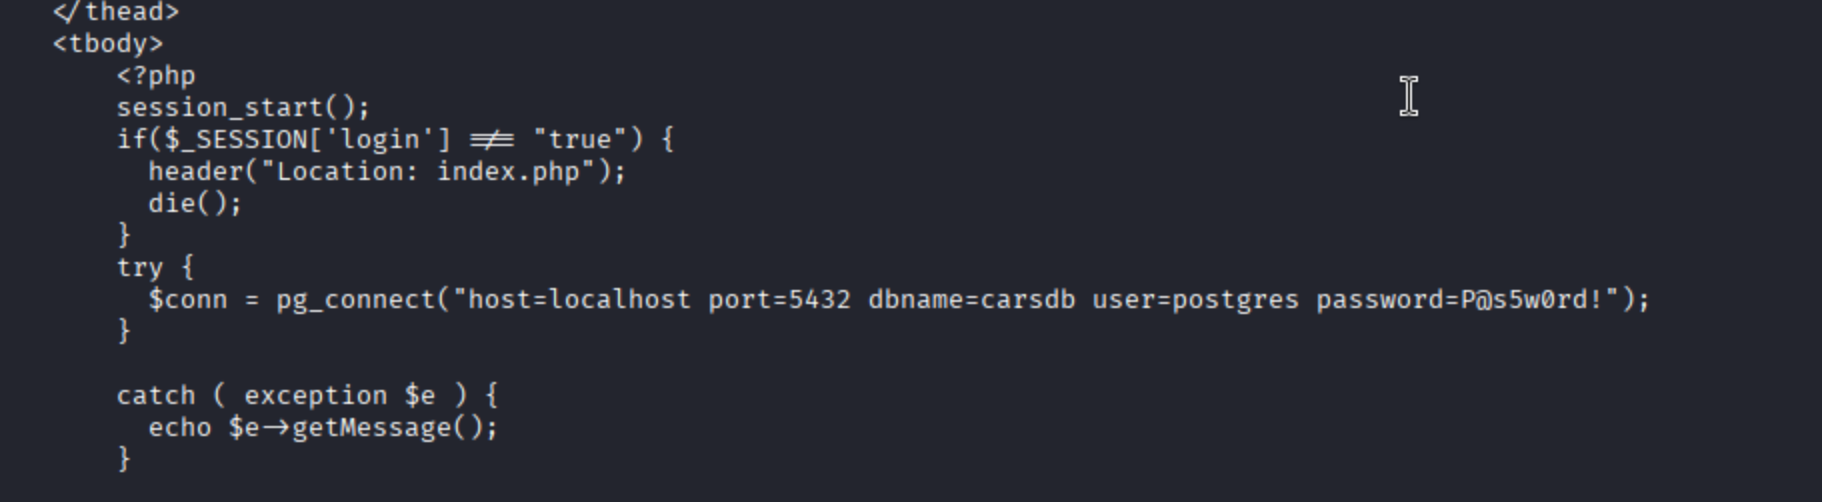 </thead>
<tbody>
<?php
session_start();
if($_SESSION['login'] !== "true") {
header("Location: index.php");
die();
}
try {
$conn = pg_connect("host=localhost port=5432 dbname=carsdb user=postgres password=P@s5w0rd!");
}
catch ( exception $e ) {
echo $e->getMessage();
}